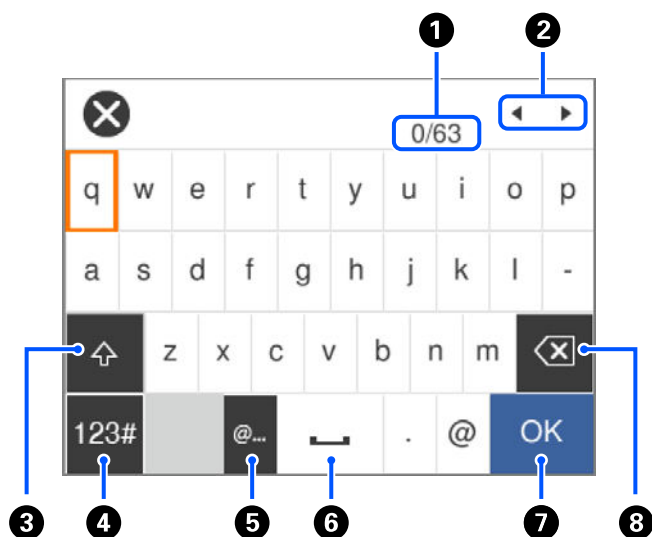 1 2
0/63
q w e r t y u i o p
a s d f g h j k l -
z x c v b n m
123# @... . @ OK
3 4 5 6 7 8